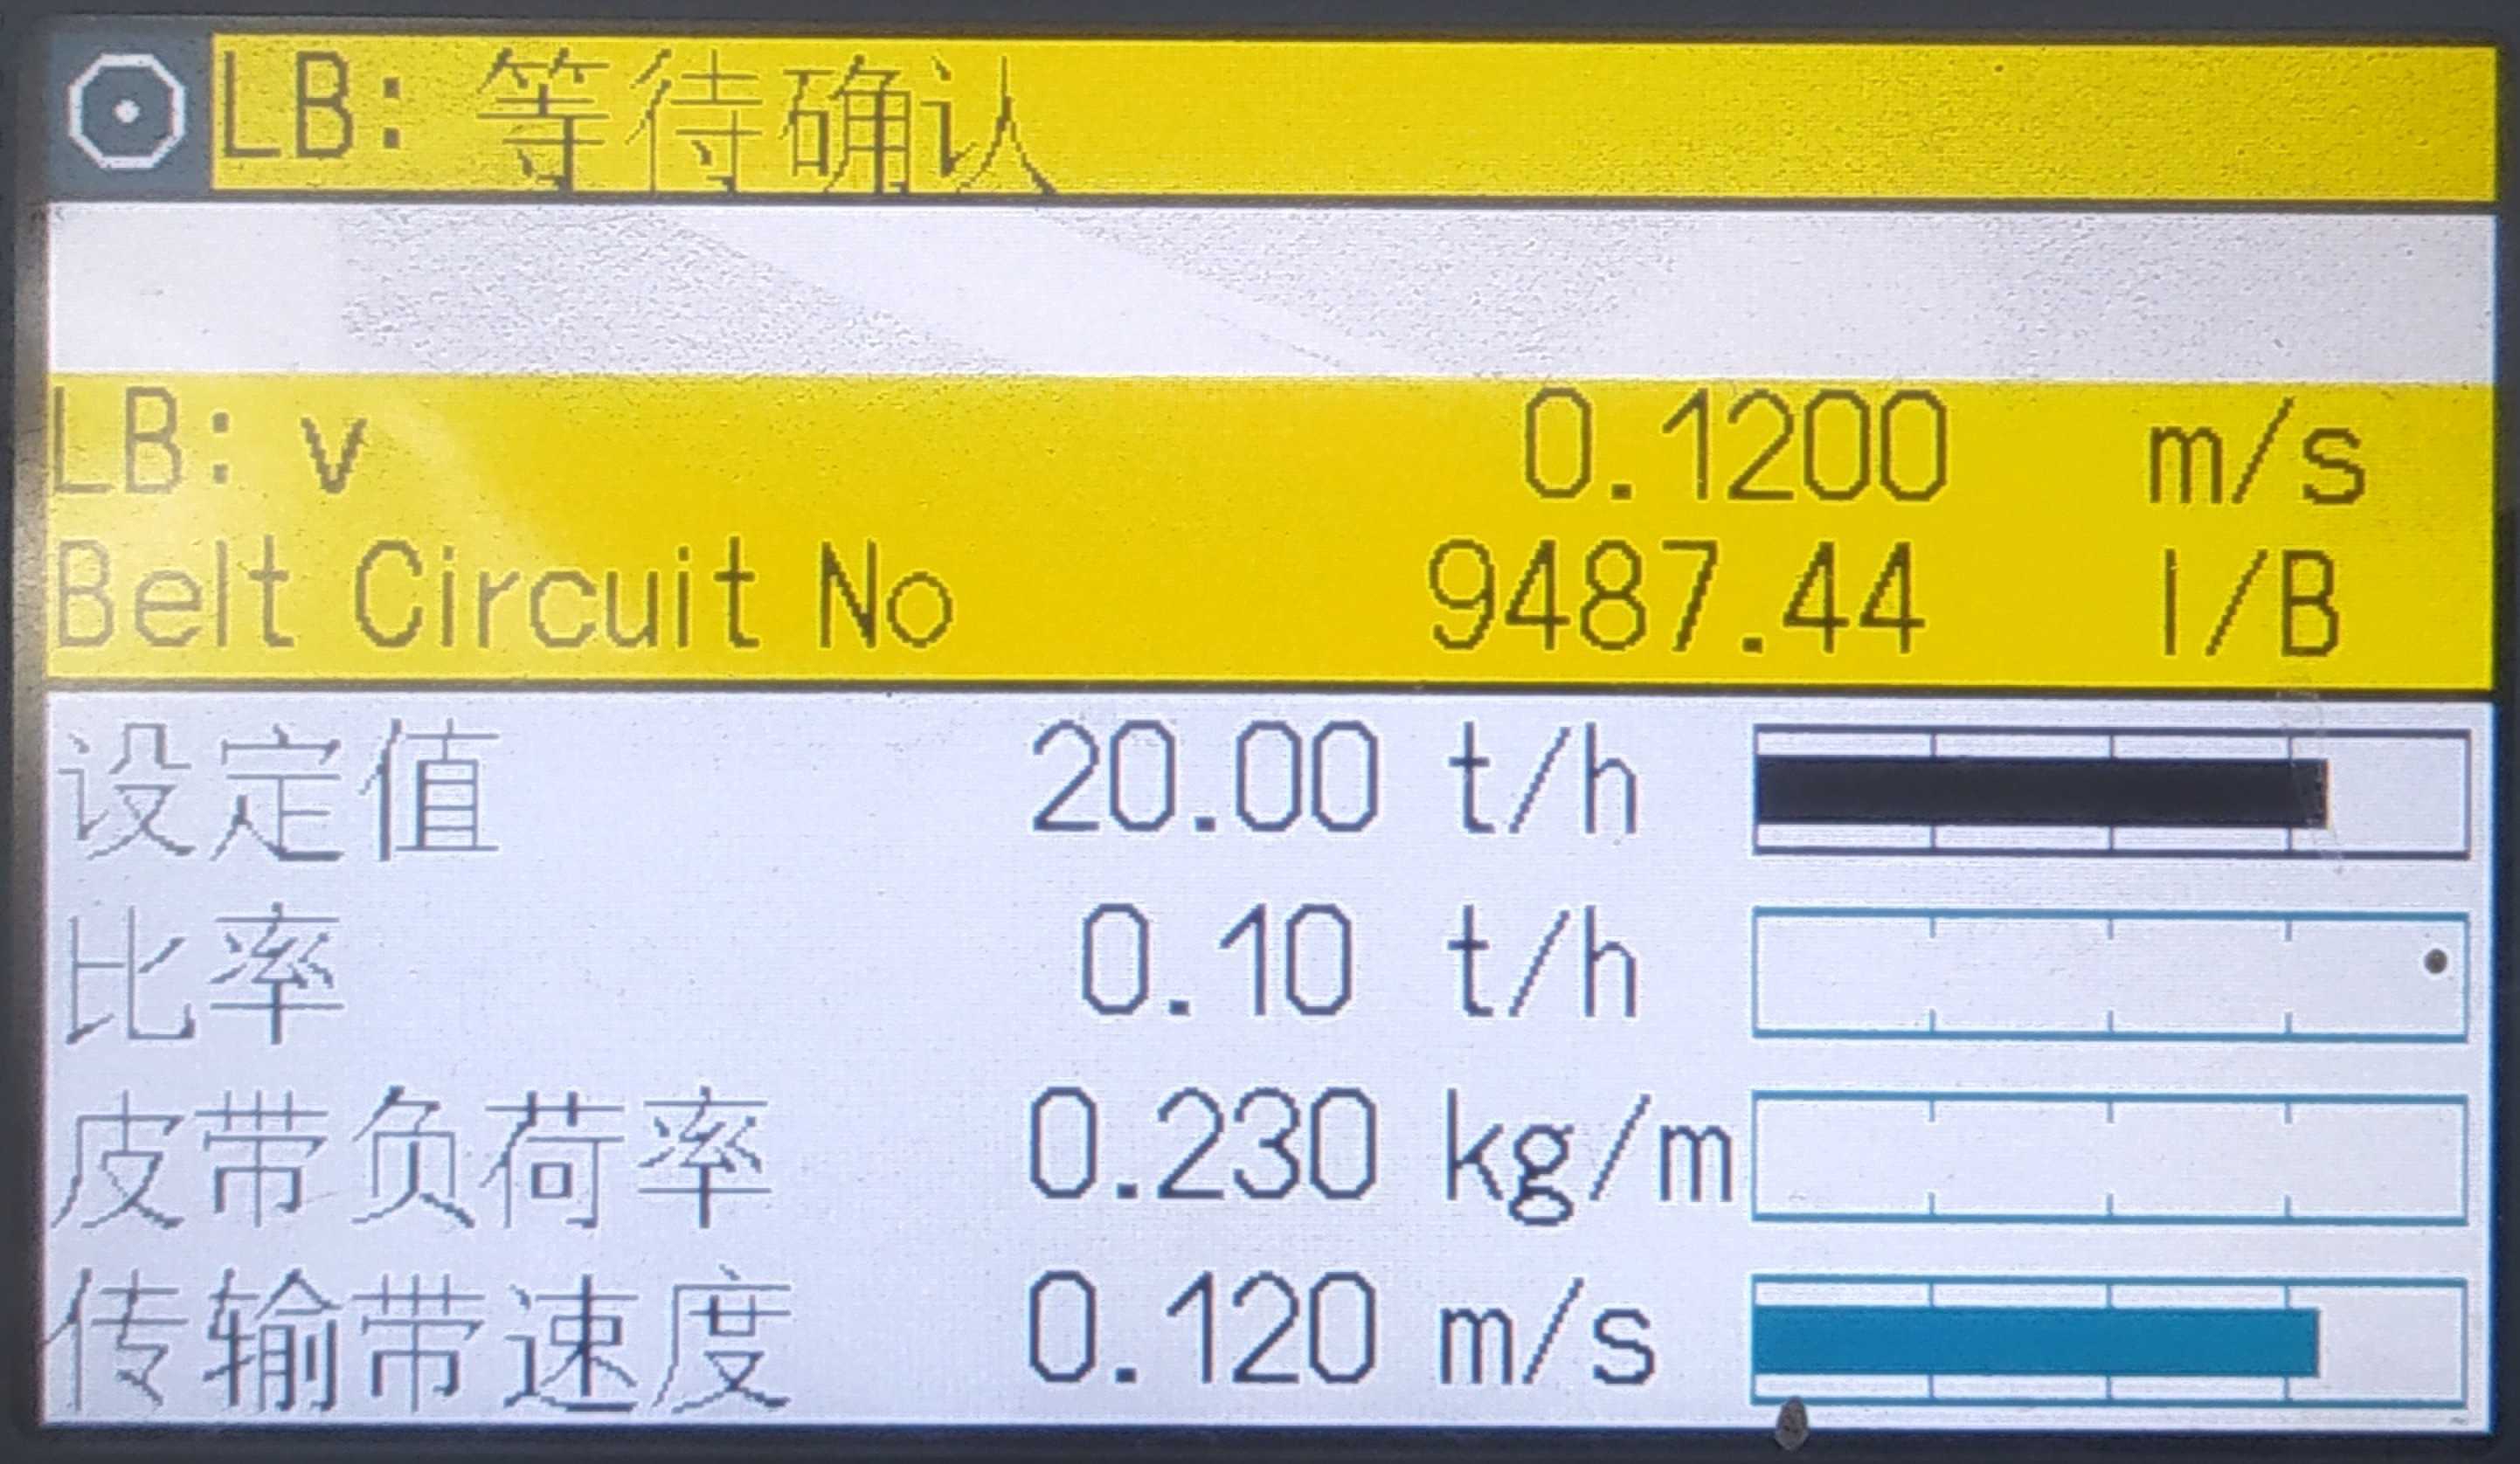 LB: 等待确认
LB: v 0.1200 m/s
Belt Circuit No 9487.44 I/B
设定值 20.00 t/h
比率 0.10 t/h
皮带负荷率 0.230 kg/m
传输带速度 0.120 m/s